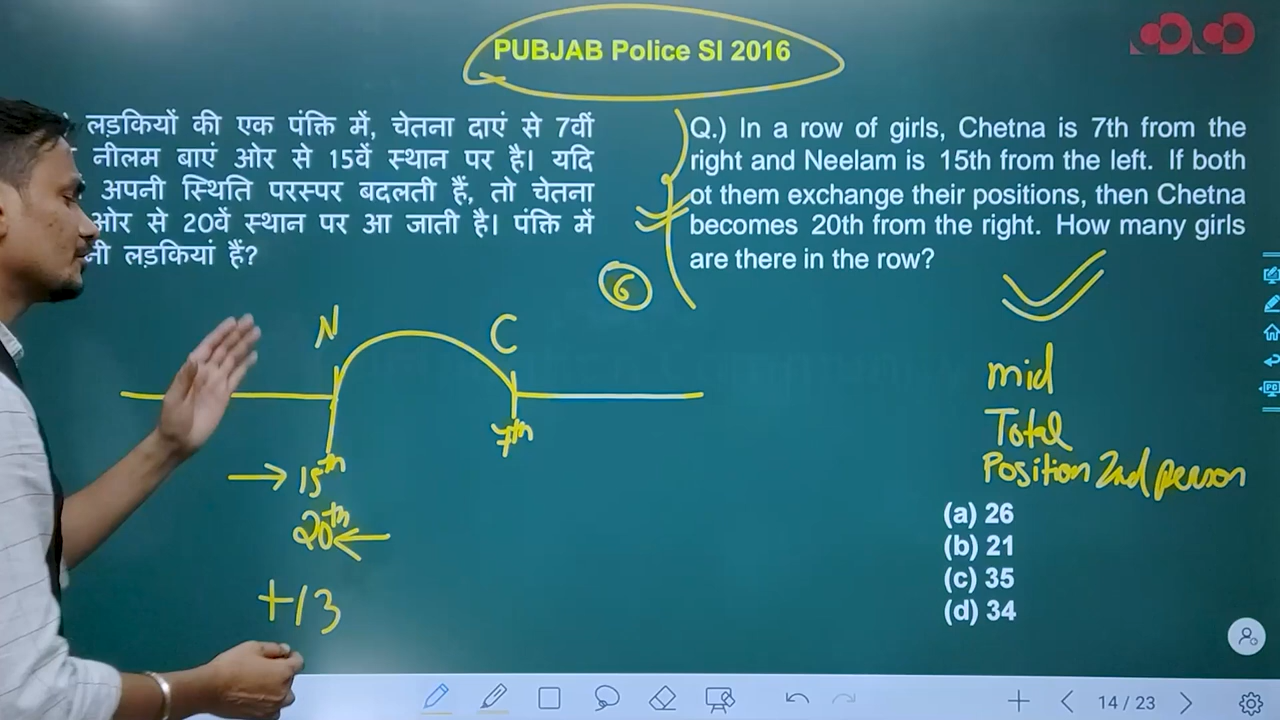 PUBJAB Police SI 2016
लड़कियों की एक पंक्ति में, चेतना दाएं से 7वीं
नीलम बाएं ओर से 15वें स्थान पर है। यदि
अपनी स्थिति परस्पर बदलती हैं, तो चेतना
ओर से 20वें स्थान पर आ जाती है। पंक्ति में
लड़कियां हैं?
Q.) In a row of girls, Chetna is 7th from the
right and Neelam is 15th from the left. If both
ot them exchange their positions, then Chetna
becomes 20th from the right. How many girls
are there in the row?
6
N
C
7th
15th
20th
+13
mid
Total
Position 2nd person
(a) 26
(b) 21
(c) 35
(d) 34
14 / 23